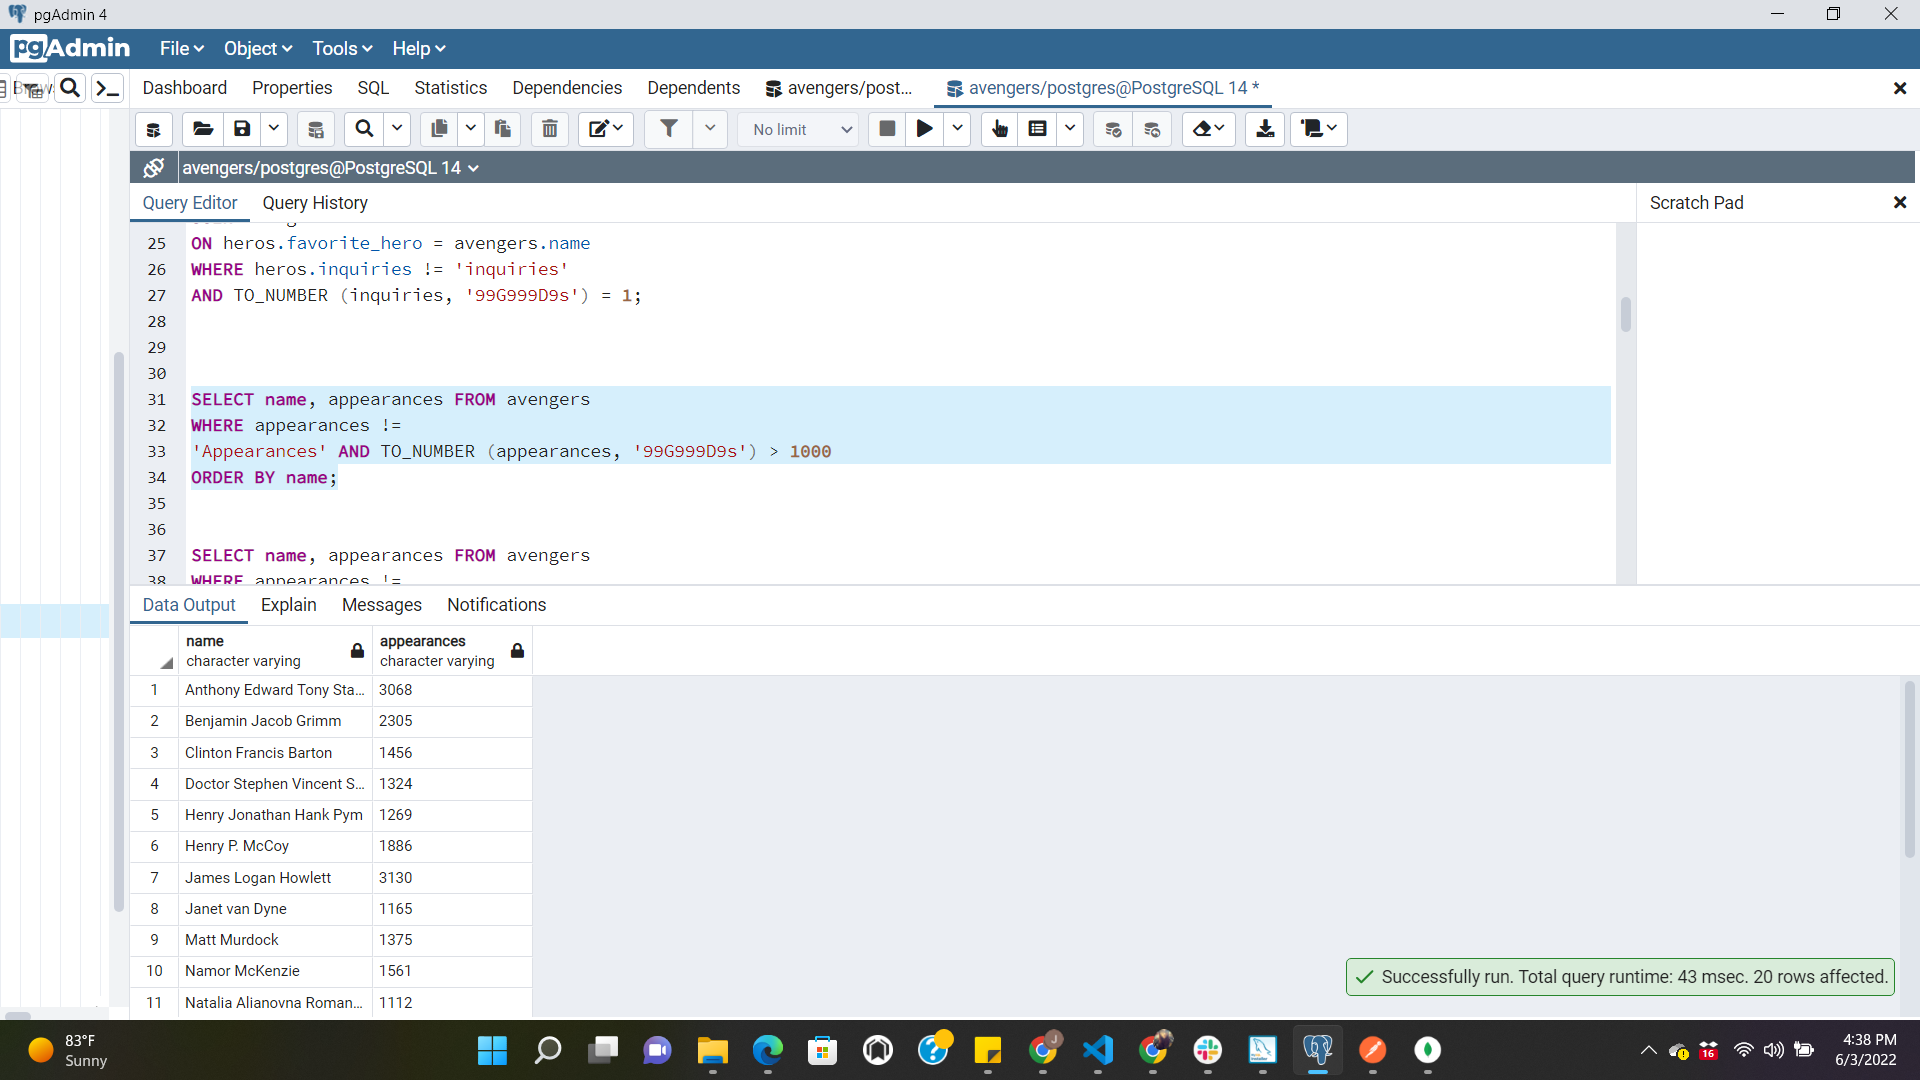 pgAdmin 4
pgAdmin File Object Tools Help
Dashboard Properties SQL Statistics Dependencies Dependents avengers/post... avengers/postgres@PostgreSQL 14 *
No limit
avengers/postgres@PostgreSQL 14
Query Editor Query History Scratch Pad
25 ON heros.favorite_hero = avengers.name
26 WHERE heros.inquiries != 'inquiries'
27 AND TO_NUMBER (inquiries, '99G999D9s') = 1;
28
29
30
31 SELECT name, appearances FROM avengers
32 WHERE appearances !=
33 'Appearances' AND TO_NUMBER (appearances, '99G999D9s') > 1000
34 ORDER BY name;
35
36
37 SELECT name, appearances FROM avengers
38 WHERE appearances !=
Data Output Explain Messages Notifications
name appearances
character varying character varying
1 Anthony Edward Tony Sta... 3068
2 Benjamin Jacob Grimm 2305
3 Clinton Francis Barton 1456
4 Doctor Stephen Vincent S... 1324
5 Henry Jonathan Hank Pym 1269
6 Henry P. McCoy 1886
7 James Logan Howlett 3130
8 Janet van Dyne 1165
9 Matt Murdock 1375
10 Namor McKenzie 1561
11 Natalia Alianovna Roman... 1112
Successfully run. Total query runtime: 43 msec. 20 rows affected.
83°F
Sunny
J
16
4:38 PM
6/3/2022